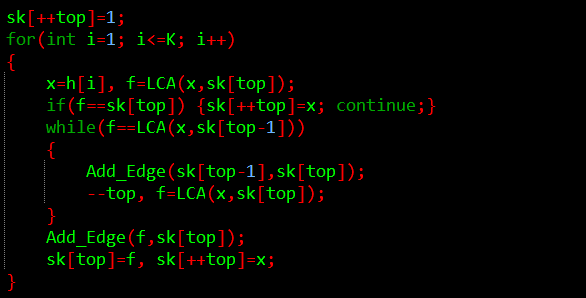 sk[++top]=1;
for(int i=1; i<=K; i++)
{
    x=h[i], f=LCA(x,sk[top]);
    if(f==sk[top]) {sk[++top]=x; continue;}
    while(f==LCA(x,sk[top-1]))
    {
        Add_Edge(sk[top-1],sk[top]);
        --top, f=LCA(x,sk[top]);
    }
    Add_Edge(f,sk[top]);
    sk[top]=f, sk[++top]=x;
}